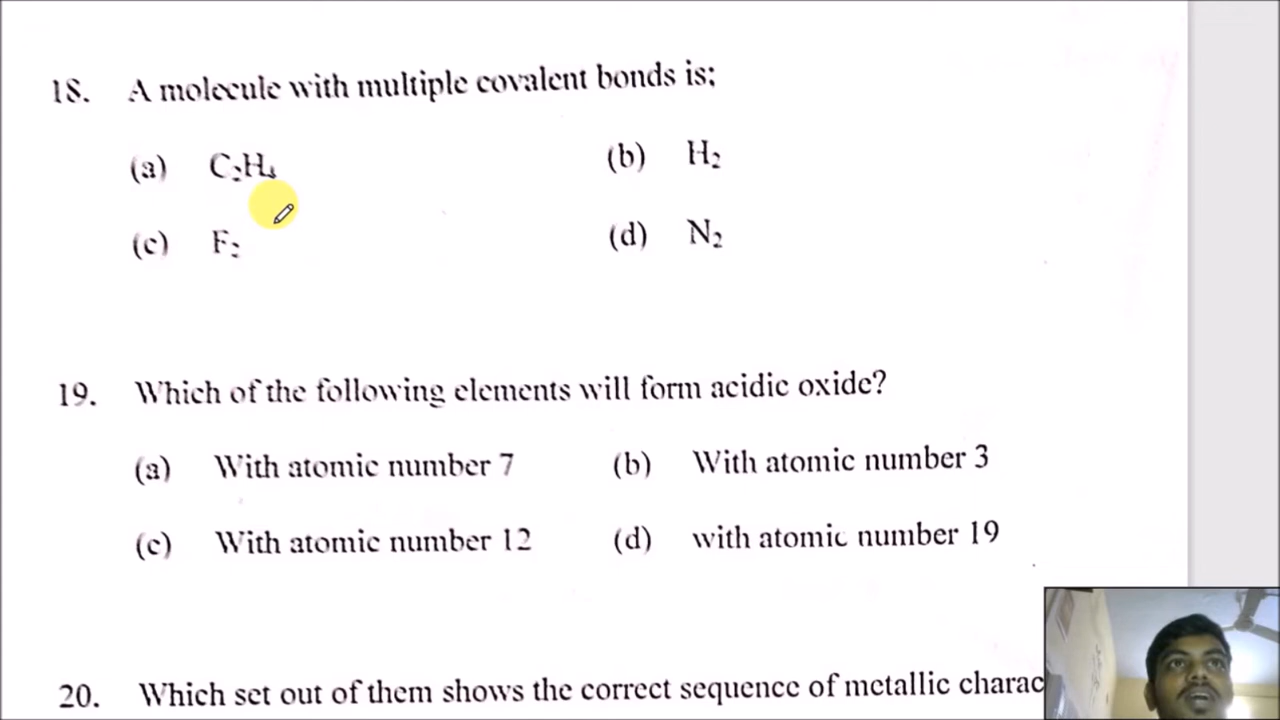 18. A molecule with multiple covalent bonds is;
(a) C₂H₄ (b) H₂
(c) F₂ (d) N₂
19. Which of the following elements will form acidic oxide?
(a) With atomic number 7 (b) With atomic number 3
(c) With atomic number 12 (d) with atomic number 19
20. Which set out of them shows the correct sequence of metallic charac